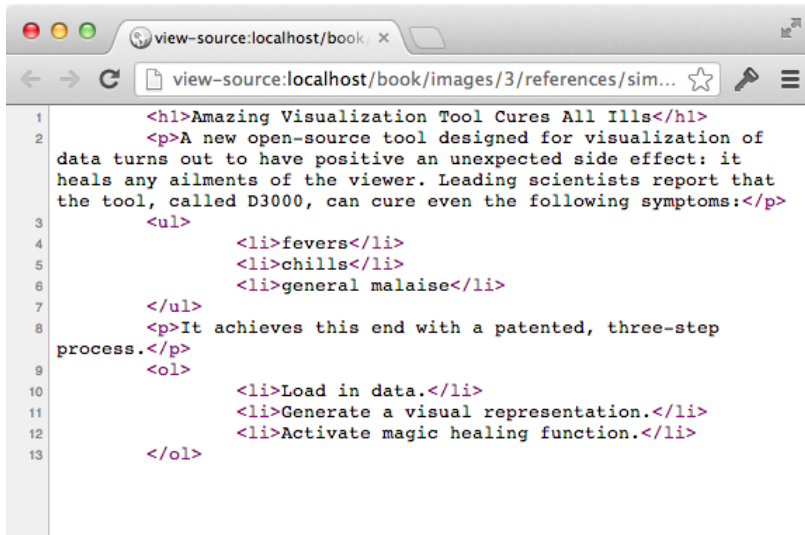 view-source:localhost/book/
view-source:localhost/book/images/3/references/sim...
1 <h1>Amazing Visualization Tool Cures All Ills</h1>
2 <p>A new open-source tool designed for visualization of
data turns out to have positive an unexpected side effect: it
heals any ailments of the viewer. Leading scientists report that
the tool, called D3000, can cure even the following symptoms:</p>
3 <ul>
4 <li>fevers</li>
5 <li>chills</li>
6 <li>general malaise</li>
7 </ul>
8 <p>It achieves this end with a patented, three-step
process.</p>
9 <ol>
10 <li>Load in data.</li>
11 <li>Generate a visual representation.</li>
12 <li>Activate magic healing function.</li>
13 </ol>